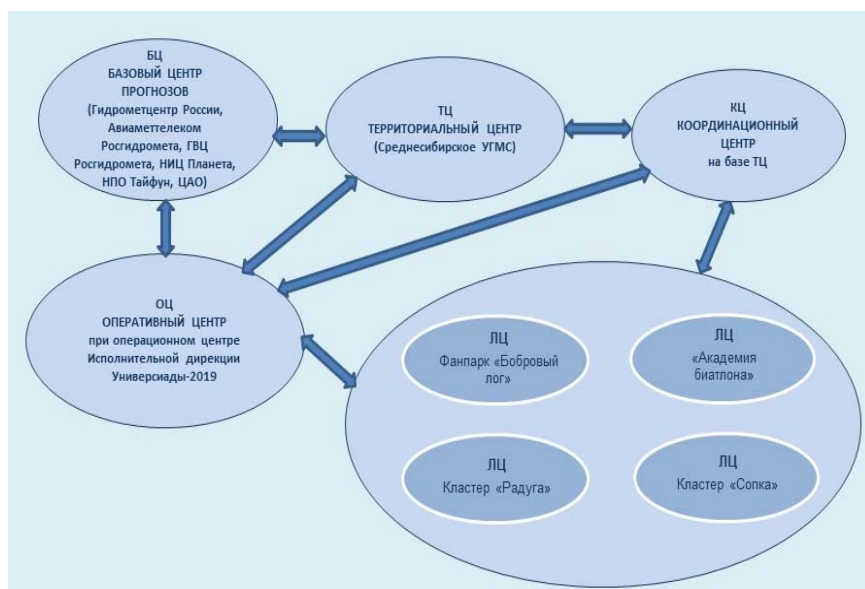 БЦ
БАЗОВЫЙ ЦЕНТР
ПРОГНОЗОВ
(Гидрометцентр России,
Авиаметтелеком
Росгидромета, ГВЦ
Росгидромета, НИЦ Планета,
НПО Тайфун, ЦАО)
ТЦ
ТЕРРИТОРИАЛЬНЫЙ ЦЕНТР
(Среднесибирское УГМС)
КЦ
КООРДИНАЦИОННЫЙ
ЦЕНТР
на базе ТЦ
ОЦ
ОПЕРАТИВНЫЙ ЦЕНТР
при операционном центре
Исполнительной дирекции
Универсиады-2019
ЛЦ
Фанпарк «Бобровый
лог»
ЛЦ
«Академия
биатлона»
ЛЦ
Кластер «Радуга»
ЛЦ
Кластер «Сопка»